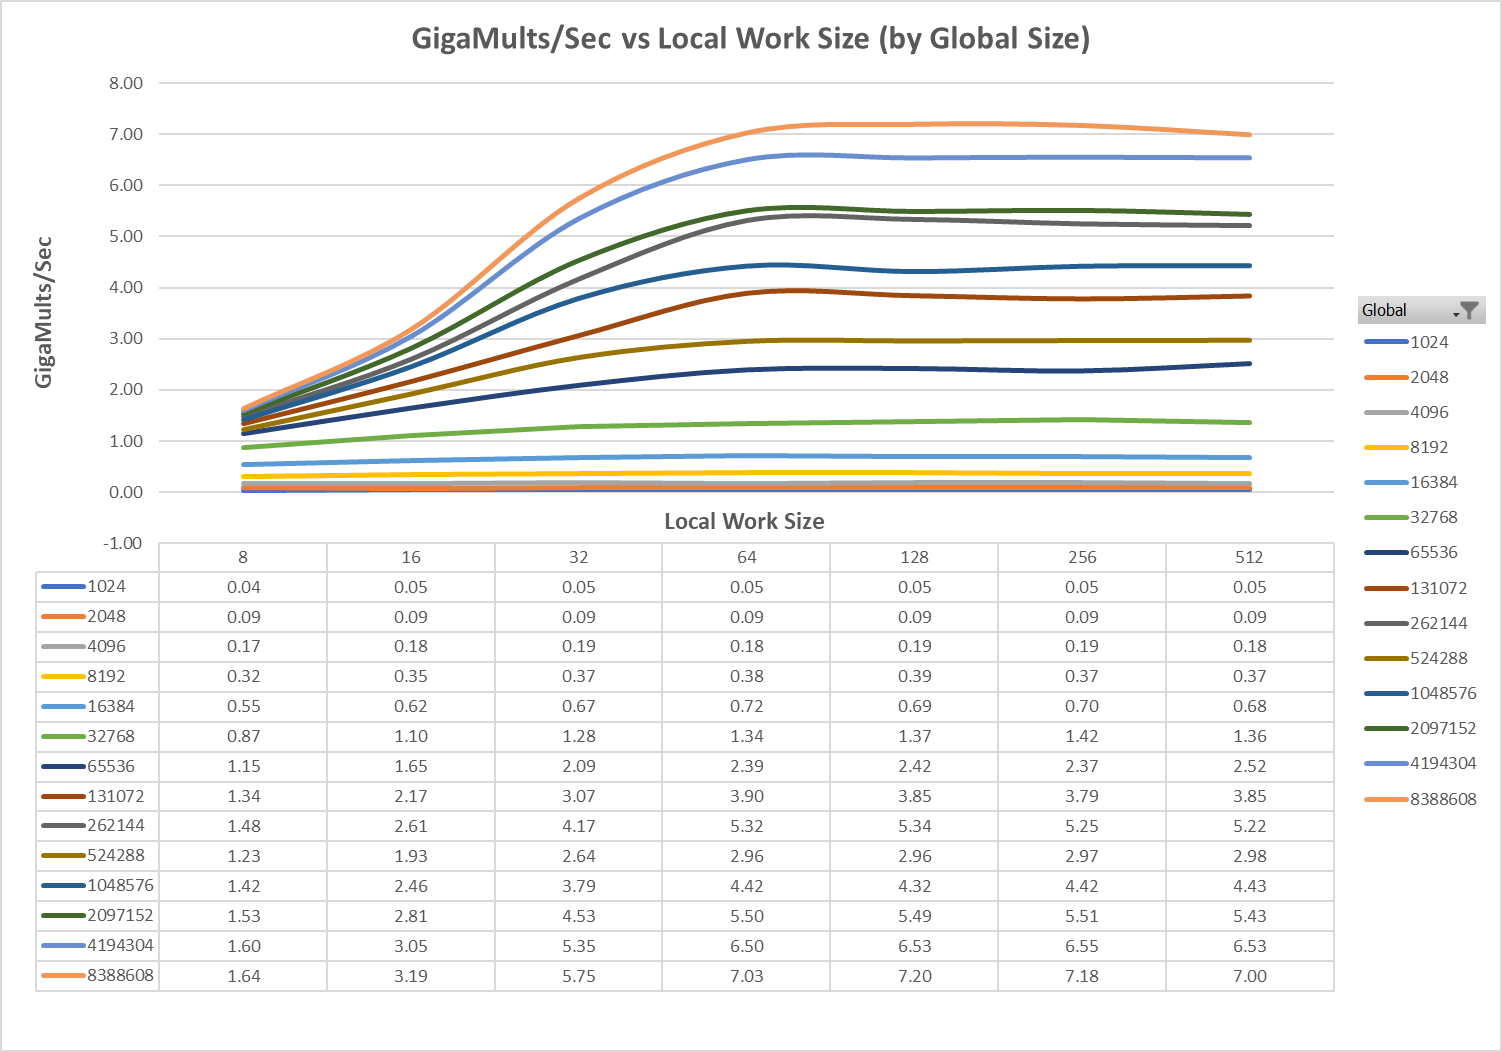 GigaMults/Sec vs Local Work Size (by Global Size)
8.00
7.00
6.00
5.00
4.00
3.00
2.00
1.00
0.00
-1.00
GigaMults/Sec
Local Work Size
8 16 32 64 128 256 512
1024 0.04 0.05 0.05 0.05 0.05 0.05 0.05
2048 0.09 0.09 0.09 0.09 0.09 0.09 0.09
4096 0.17 0.18 0.19 0.18 0.19 0.19 0.18
8192 0.32 0.35 0.37 0.38 0.39 0.37 0.37
16384 0.55 0.62 0.67 0.72 0.69 0.70 0.68
32768 0.87 1.10 1.28 1.34 1.37 1.42 1.36
65536 1.15 1.65 2.09 2.39 2.42 2.37 2.52
131072 1.34 2.17 3.07 3.90 3.85 3.79 3.85
262144 1.48 2.61 4.17 5.32 5.34 5.25 5.22
524288 1.23 1.93 2.64 2.96 2.96 2.97 2.98
1048576 1.42 2.46 3.79 4.42 4.32 4.42 4.43
2097152 1.53 2.81 4.53 5.50 5.49 5.51 5.43
4194304 1.60 3.05 5.35 6.50 6.53 6.55 6.53
8388608 1.64 3.19 5.75 7.03 7.20 7.18 7.00
Global
1024
2048
4096
8192
16384
32768
65536
131072
262144
524288
1048576
2097152
4194304
8388608